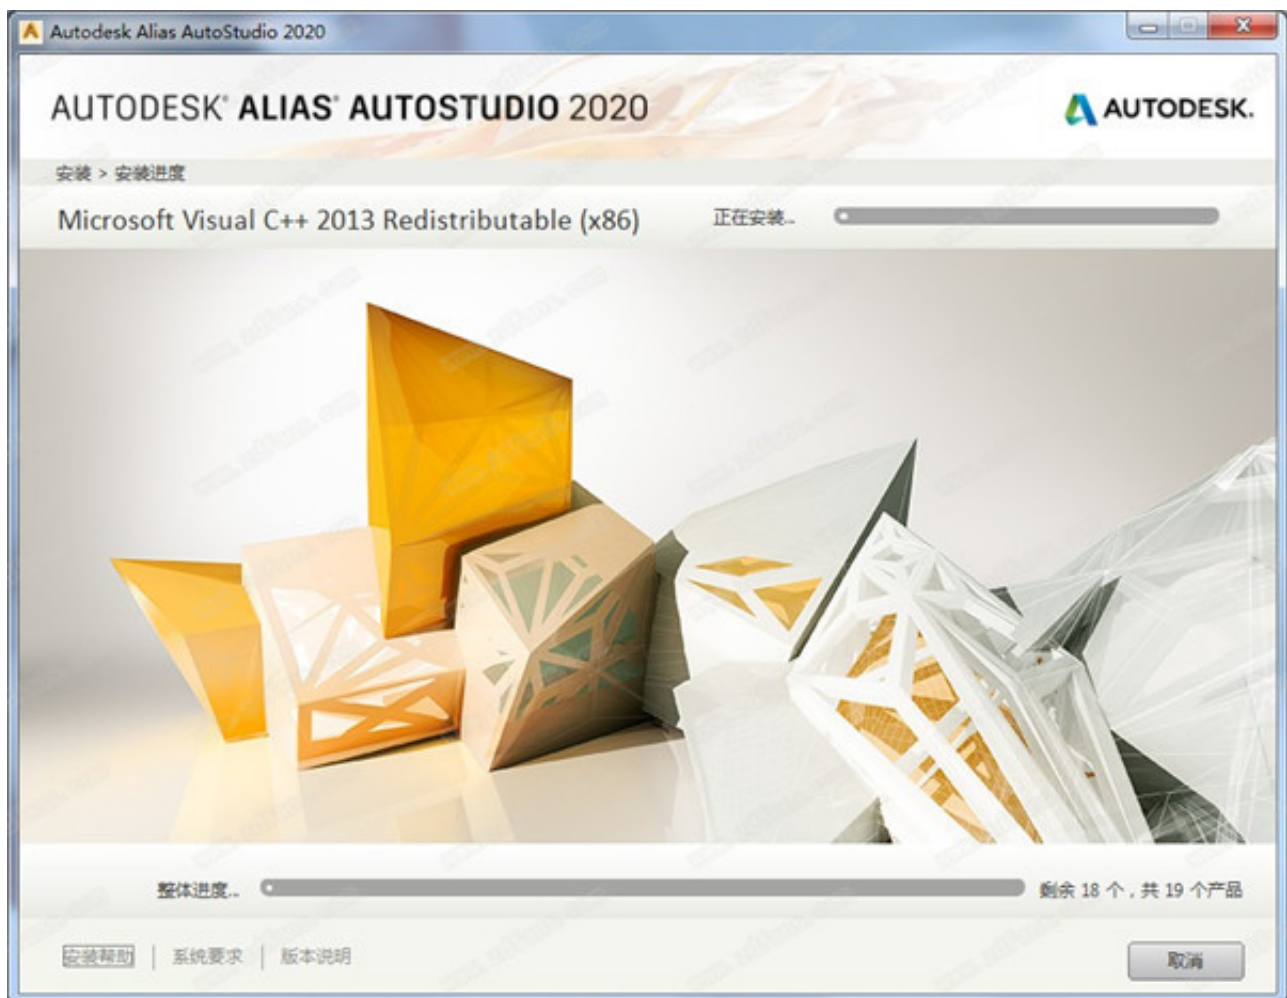 Autodesk Alias AutoStudio 2020
AUTODESK® ALIAS® AUTOSTUDIO 2020
AUTODESK.
安装 > 安装进度
Microsoft Visual C++ 2013 Redistributable (x86)
正在安装...
整体进度...
剩余 18 个，共 19 个产品
安装帮助 | 系统要求 | 版本说明
取消